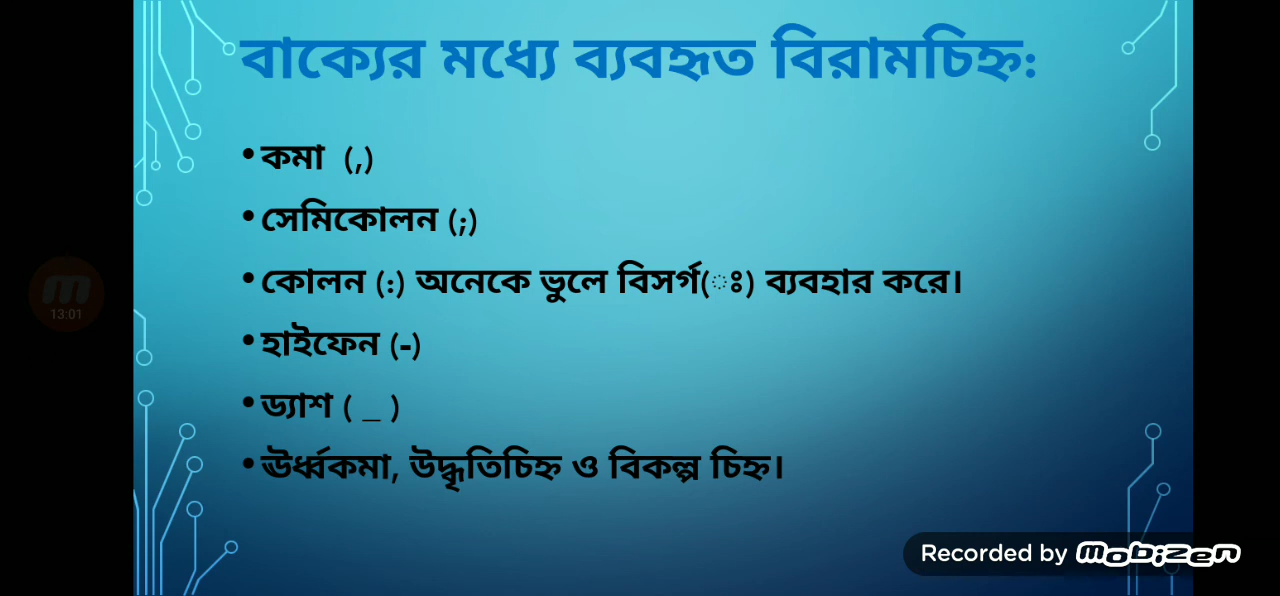 বাক্যের মধ্যে ব্যবহৃত বিরামচিহ্ন:
•কমা (,)
•সেমিকোলন (;)
•কোলন (:) অনেকে ভুলে বিসর্গ(ঃ) ব্যবহার করে।
•হাইফেন (-)
•ড্যাশ ( _ )
•ঊর্ধ্বকমা, উদ্ধৃতিচিহ্ন ও বিকল্প চিহ্ন।
13:01
Recorded by mobizen